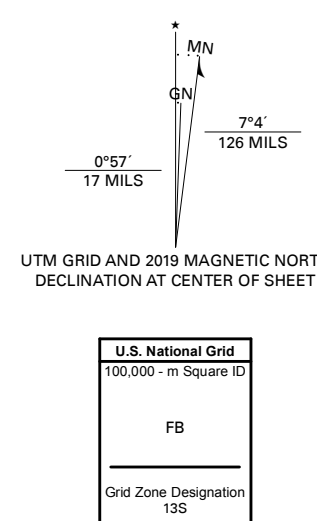 MN
GN
7°4´
126 MILS
0°57´
17 MILS
UTM GRID AND 2019 MAGNETIC NORT
DECLINATION AT CENTER OF SHEET
U.S. National Grid
100,000 - m Square ID
FB
Grid Zone Designation
13S